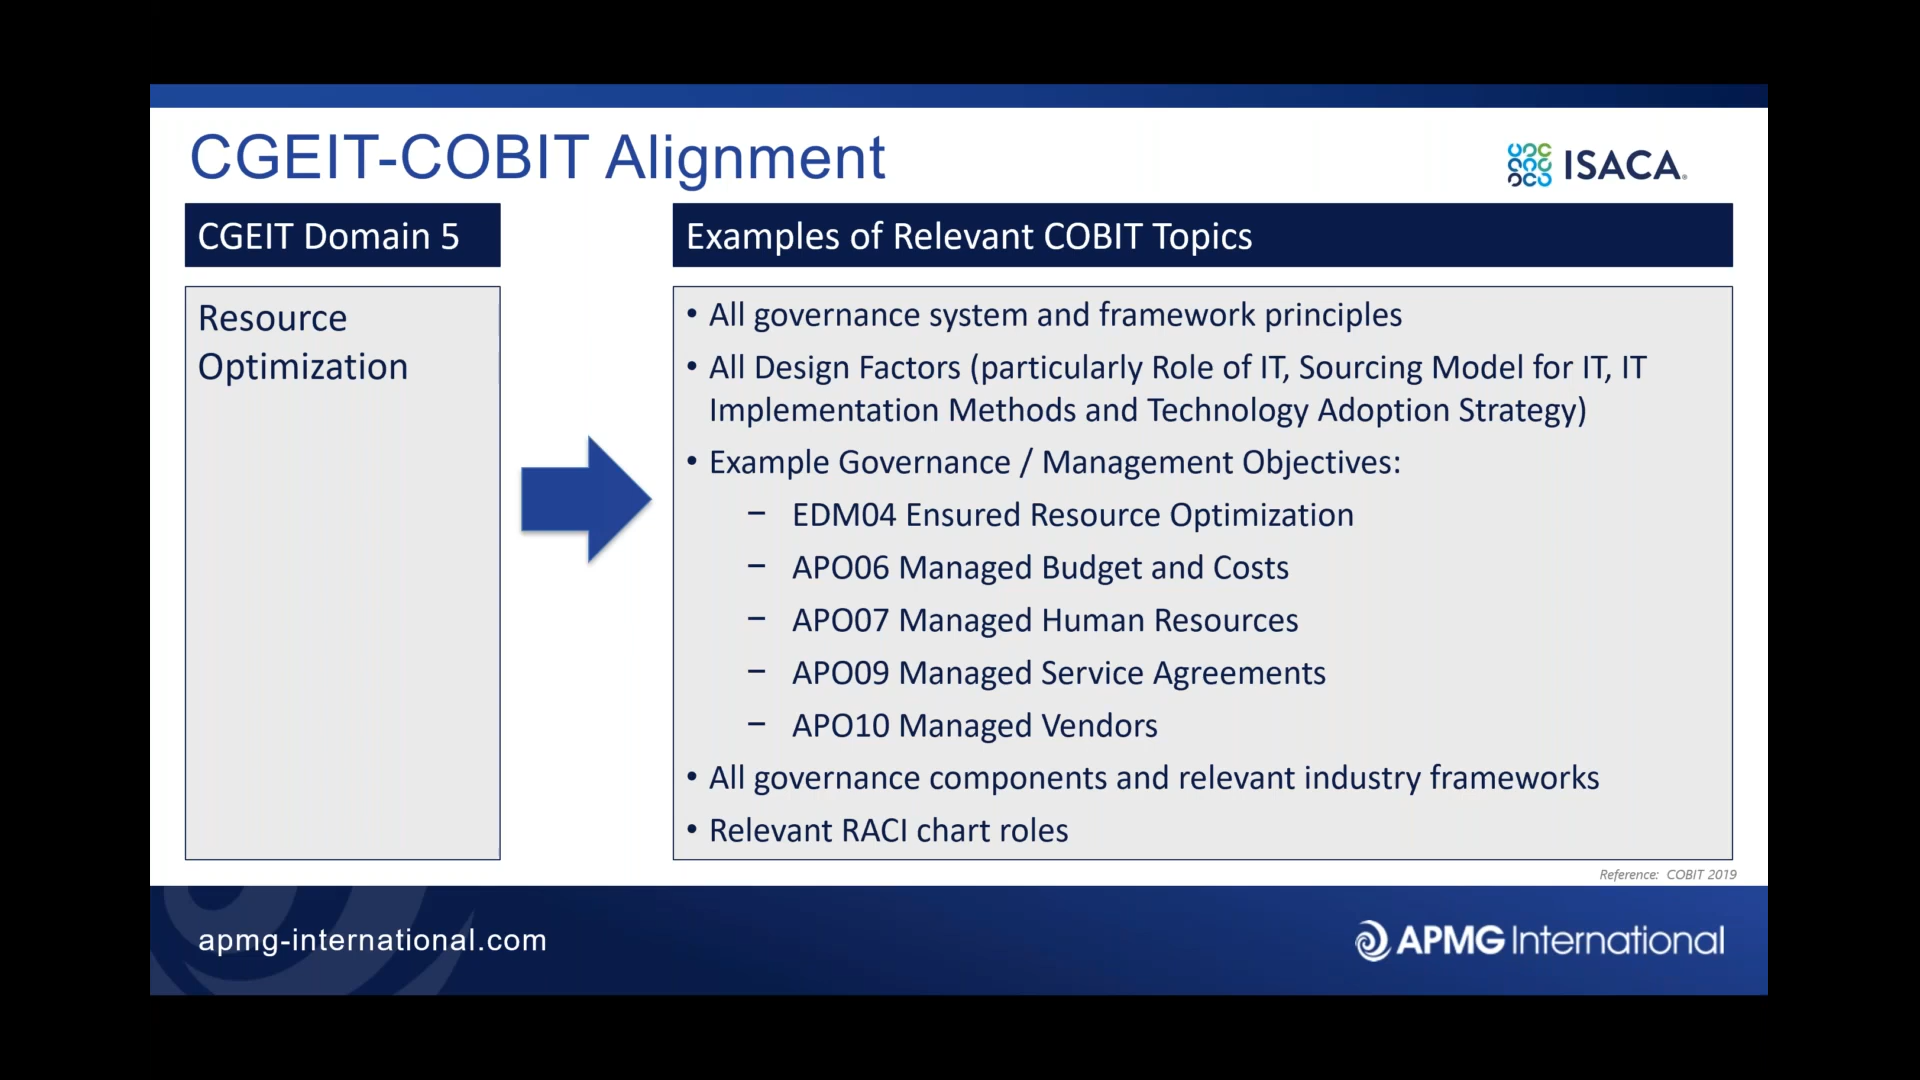 CGEIT-COBIT Alignment
ISACA®
CGEIT Domain 5
Examples of Relevant COBIT Topics
Resource
Optimization
• All governance system and framework principles
• All Design Factors (particularly Role of IT, Sourcing Model for IT, IT
Implementation Methods and Technology Adoption Strategy)
• Example Governance / Management Objectives:
– EDM04 Ensured Resource Optimization
– APO06 Managed Budget and Costs
– APO07 Managed Human Resources
– APO09 Managed Service Agreements
– APO10 Managed Vendors
• All governance components and relevant industry frameworks
• Relevant RACI chart roles
Reference: COBIT 2019
apmg-international.com
APMG International